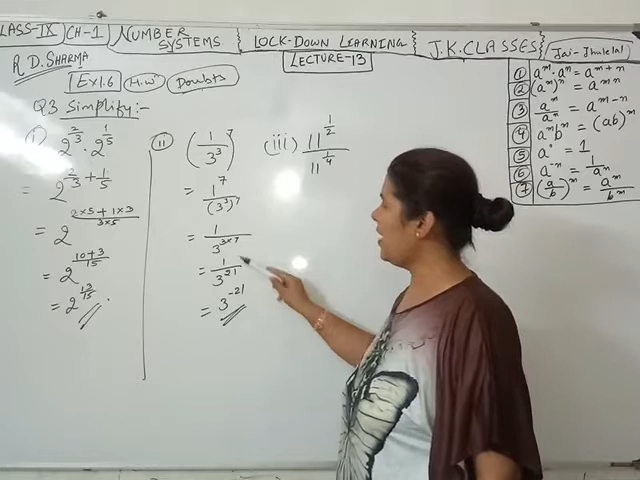 CLASS-IX CH-1 NUMBER SYSTEMS LOCK-DOWN LEARNING J.K.CLASSES Jai-Jhulelal
R.D.SHARMA LECTURE-13
Ex1.6 H.W Doubts
Q3 Simplify:-
i) 2^(2/3) · 2^(1/5)
= 2^(2/3 + 1/5)
= 2^((2×5+1×3)/(3×5))
= 2^((10+3)/15)
= 2^(13/15)
ii) (1/3^3)^7
= 1^7/(3^3)^7
= 1/3^(3×7)
= 1/3^21
= 3^-21
(iii) 11^(1/2)/11^(1/4)
① a^m · a^n = a^(m+n)
② (a^m)^n = a^(mn)
③ a^m/a^n = a^(m-n)
④ a^m b^m = (ab)^m
⑤ a^° = 1
⑥ a^-n = 1/a^n
⑦ (a/b)^m = a^m/b^m